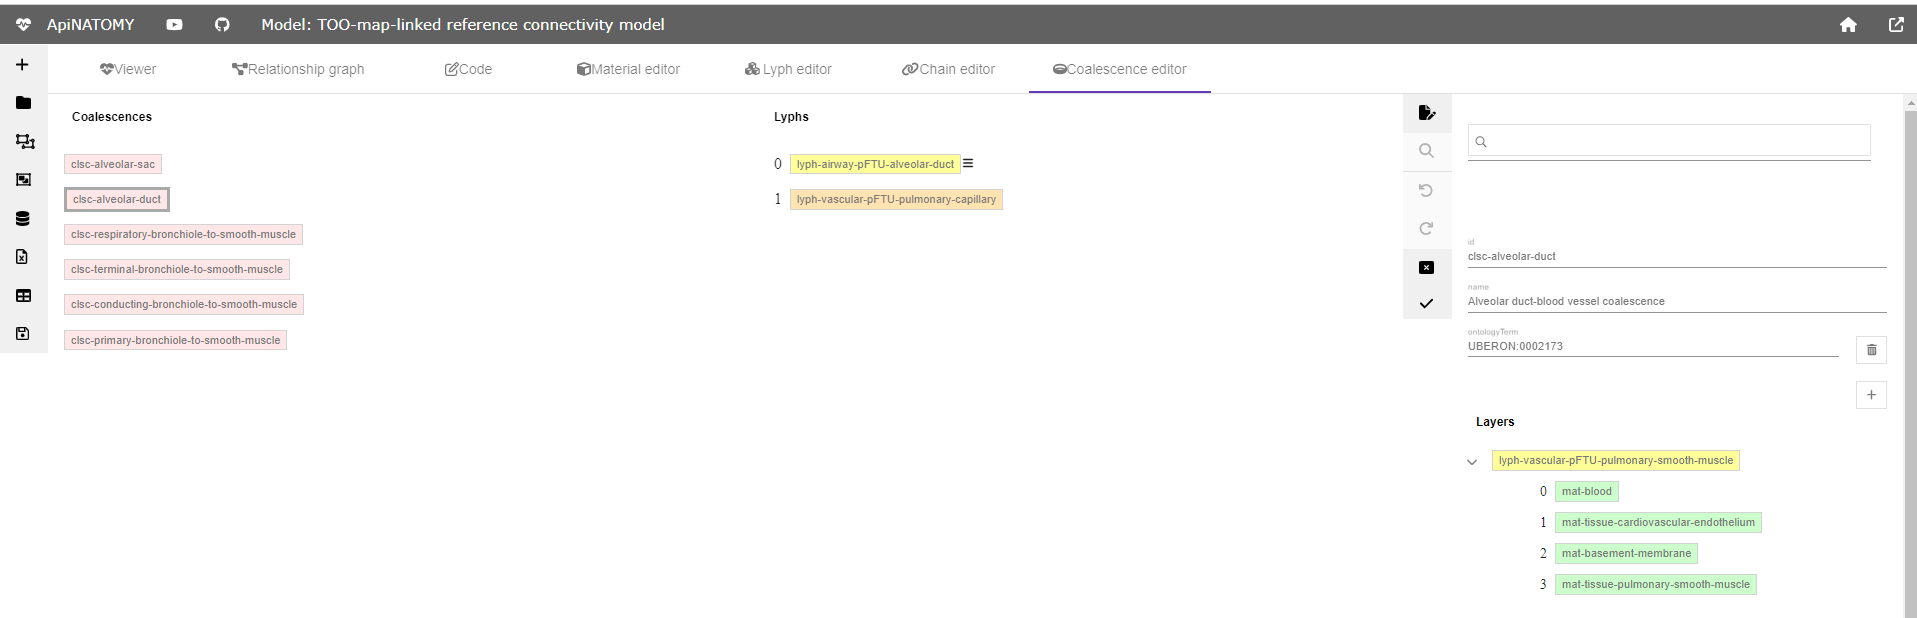 ApiNATOMY Model: TOO-map-linked reference connectivity model
Viewer Relationship graph Code Material editor Lyph editor Chain editor Coalescence editor
Coalescences
clsc-alveolar-sac
clsc-alveolar-duct
clsc-respiratory-bronchiole-to-smooth-muscle
clsc-terminal-bronchiole-to-smooth-muscle
clsc-conducting-bronchiole-to-smooth-muscle
clsc-primary-bronchiole-to-smooth-muscle
Lyphs
0 lyph-airway-pFTU-alveolar-duct
1 lyph-vascular-pFTU-pulmonary-capillary
id
clsc-alveolar-duct
name
Alveolar duct-blood vessel coalescence
ontologyTerm
UBERON:0002173
Layers
lyph-vascular-pFTU-pulmonary-smooth-muscle
0 mat-blood
1 mat-tissue-cardiovascular-endothelium
2 mat-basement-membrane
3 mat-tissue-pulmonary-smooth-muscle